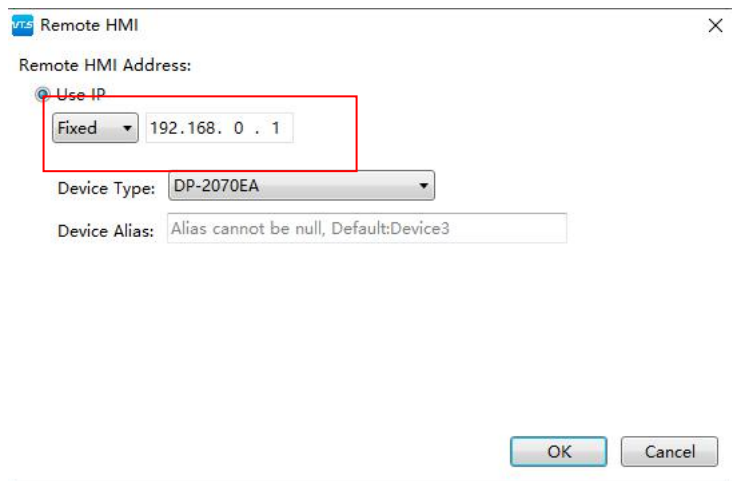 VTS Remote HMI
Remote HMI Address:
Use IP
Fixed 192.168. 0 . 1
Device Type: DP-2070EA
Device Alias: Alias cannot be null, Default:Device3
OK Cancel